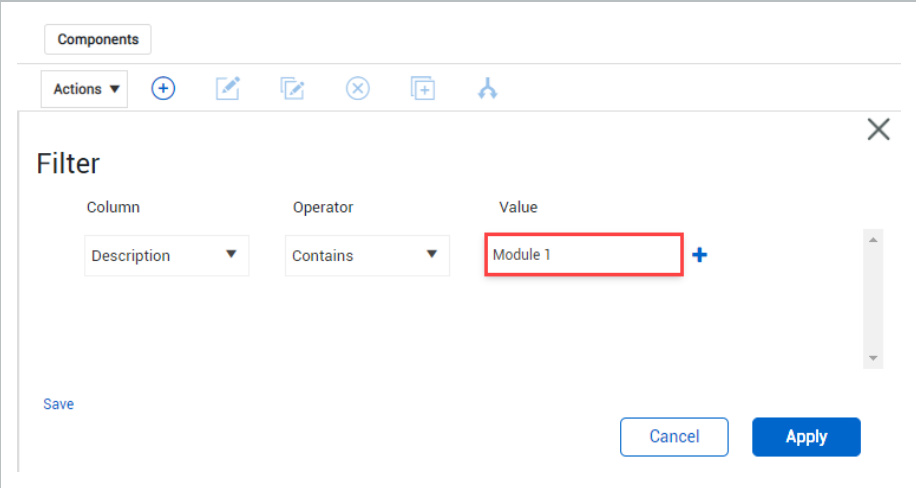 Components
Actions
Filter
Column Operator Value
Description Contains Module 1
Save
Cancel Apply